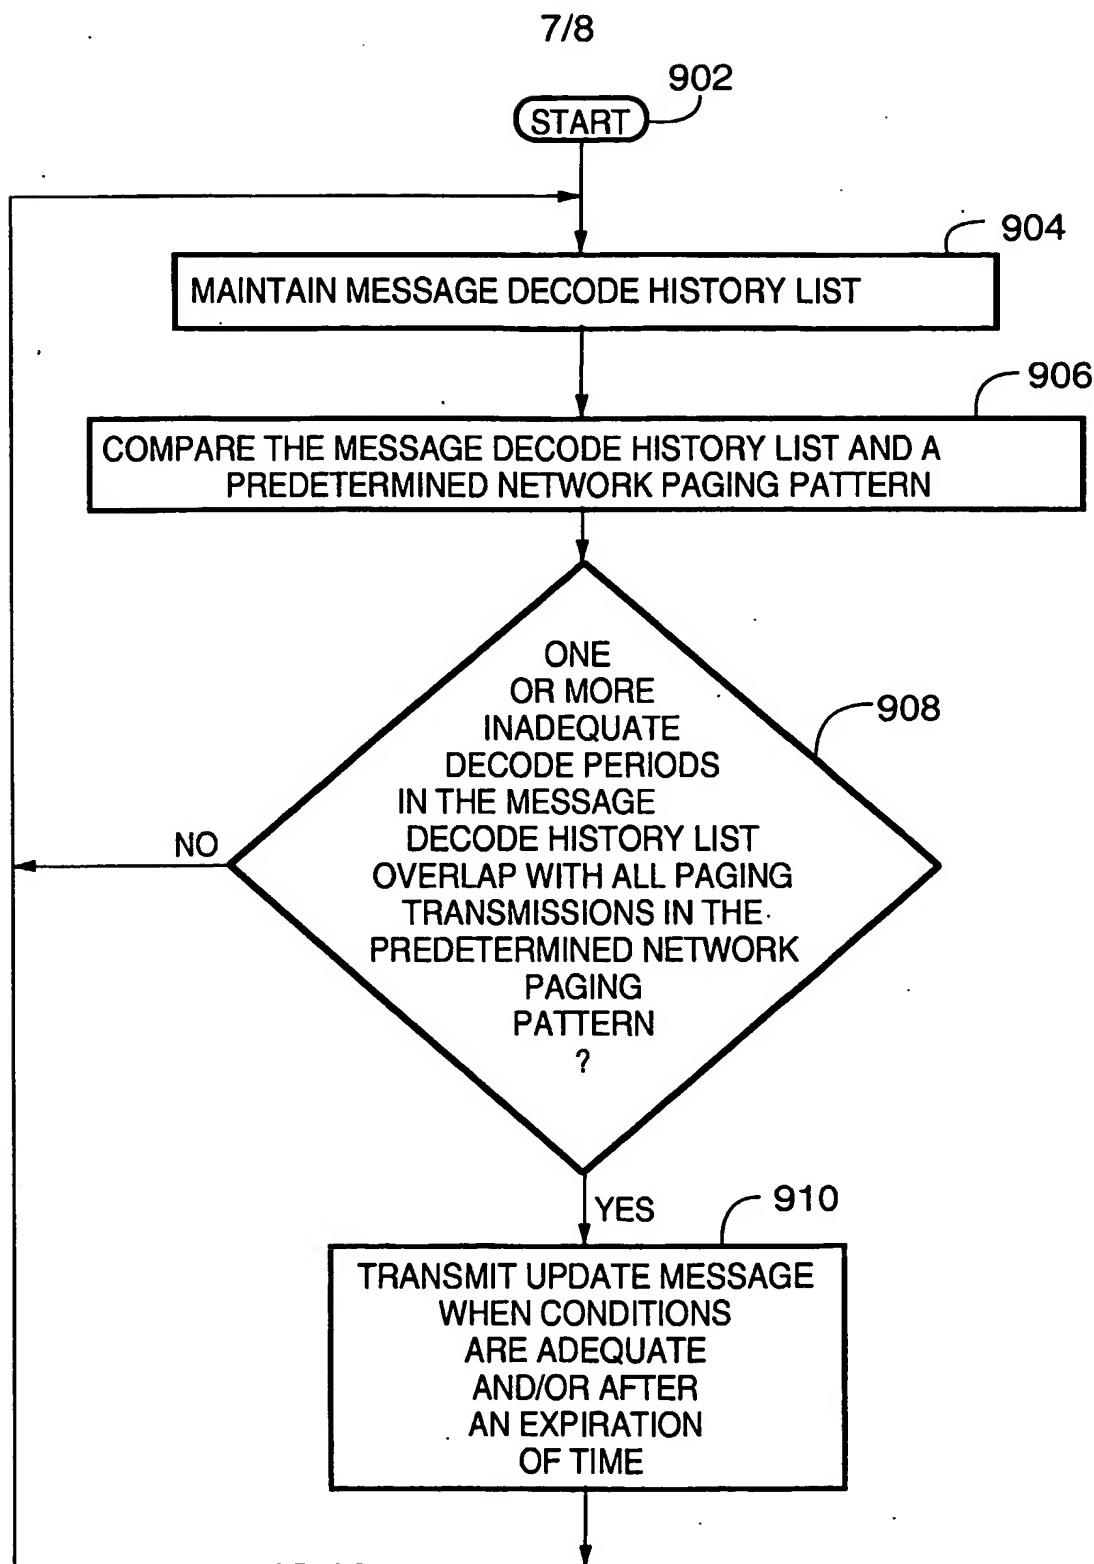 7/8
902
START
904
MAINTAIN MESSAGE DECODE HISTORY LIST
906
COMPARE THE MESSAGE DECODE HISTORY LIST AND A
PREDETERMINED NETWORK PAGING PATTERN
ONE
OR MORE
INADEQUATE
DECODE PERIODS
IN THE MESSAGE
DECODE HISTORY LIST
OVERLAP WITH ALL PAGING
TRANSMISSIONS IN THE
PREDETERMINED NETWORK
PAGING
PATTERN
?
908
NO
YES
910
TRANSMIT UPDATE MESSAGE
WHEN CONDITIONS
ARE ADEQUATE
AND/OR AFTER
AN EXPIRATION
OF TIME